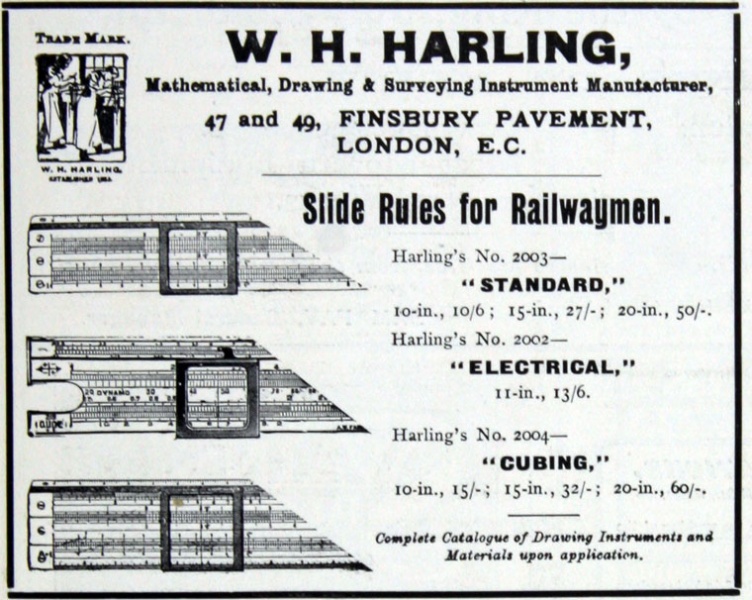 TRADE MARK.
W. H. HARLING.
W. H. HARLING,
Mathematical, Drawing & Surveying Instrument Manufacturer,
47 and 49, FINSBURY PAVEMENT,
LONDON, E.C.
Slide Rules for Railwaymen.
Harling's No. 2003—
"STANDARD,"
10-in., 10/6; 15-in., 27/-; 20-in., 50/-.
Harling's No. 2002—
"ELECTRICAL,"
11-in., 13/6.
DYNAMO
Harling's No. 2004—
"CUBING,"
10-in., 15/-; 15-in., 32/-; 20-in., 60/-,
Complete Catalogue of Drawing Instruments and
Materials upon application.